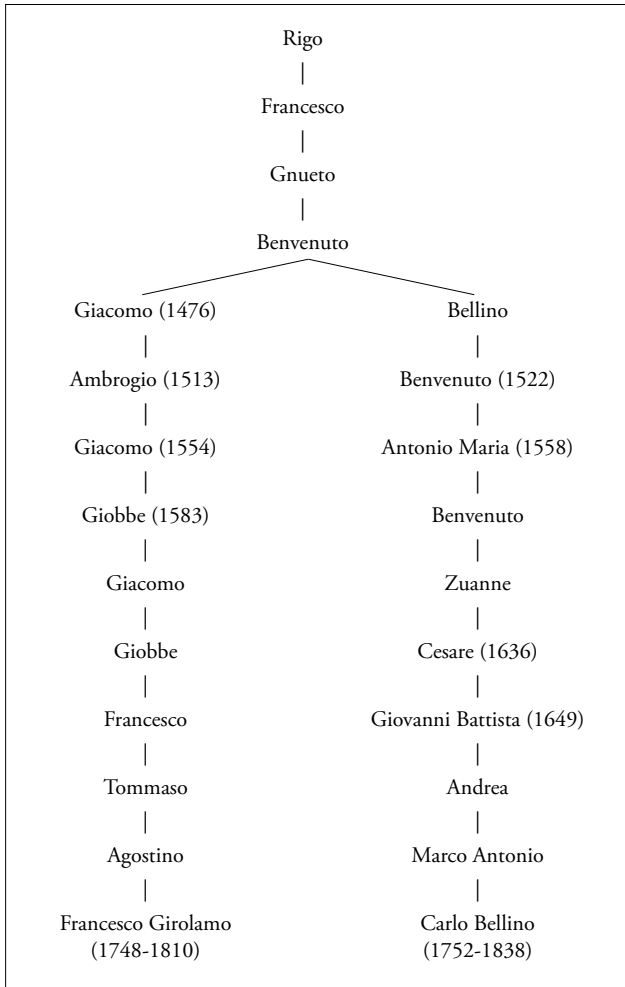 Rigo
Francesco
Gnueto
Benvenuto
Giacomo (1476) Bellino
Ambrogio (1513) Benvenuto (1522)
Giacomo (1554) Antonio Maria (1558)
Giobbe (1583) Benvenuto
Giacomo Zuanne
Giobbe Cesare (1636)
Francesco Giovanni Battista (1649)
Tommaso Andrea
Agostino Marco Antonio
Francesco Girolamo Carlo Bellino
(1748-1810) (1752-1838)